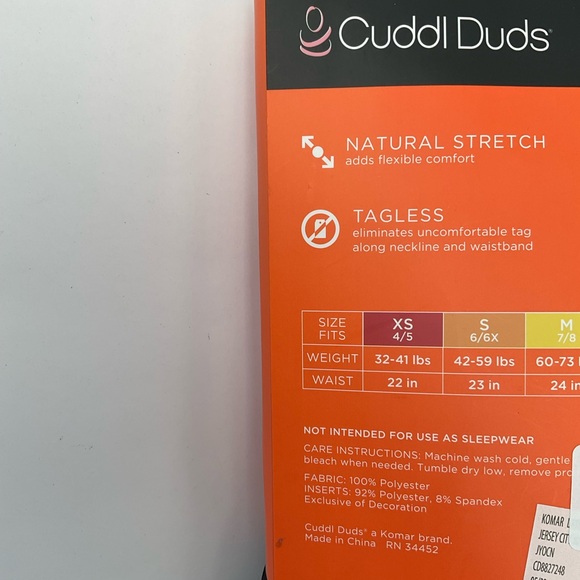 Cuddl Duds
NATURAL STRETCH
adds flexible comfort
TAGLESS
eliminates uncomfortable tag
along neckline and waistband
SIZE FITS XS 4/5 S 6/6X M 7/8
WEIGHT 32-41 lbs 42-59 lbs 60-73
WAIST 22 in 23 in 24 in
NOT INTENDED FOR USE AS SLEEPWEAR
CARE INSTRUCTIONS: Machine wash cold, gentle
bleach when needed. Tumble dry low, remove
FABRIC: 100% Polyester
INSERTS: 92% Polyester, 8% Spandex
Exclusive of Decoration
Cuddl Duds® a Komar brand.
Made in China RN 34452
KOMAR
JERSEY CIT
JYOCN
CD8827248